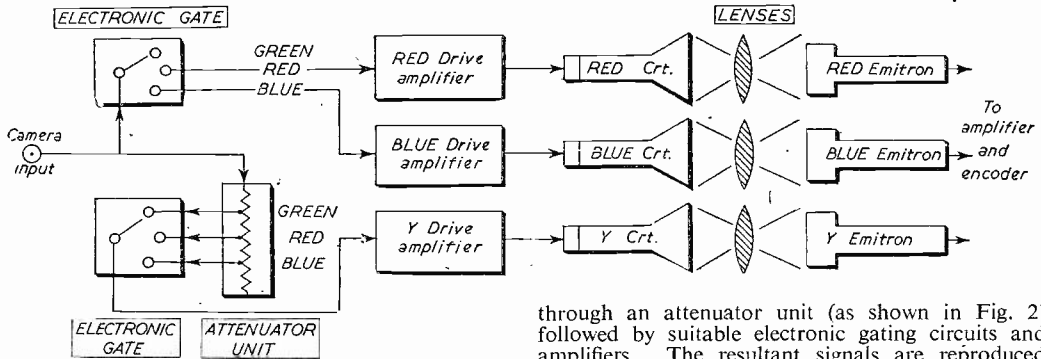 ELECTRONIC GATE
LENSES
GREEN
RED
BLUE
RED Drive
amplifier
RED Crt.
RED Emitron
Camera
input
BLUE Drive
amplifier
BLUE Crt.
BLUE Emitron
To
amplifier
and
encoder
GREEN
RED
BLUE
Y Drive
amplifier
Y Crt.
Y Emitron
ELECTRONIC
GATE
ATTENUATOR
UNIT
through an attenuator unit (as shown in Fig. 2)
followed by suitable electronic gating circuits and
amplifiers. The resultant signals are reproduced